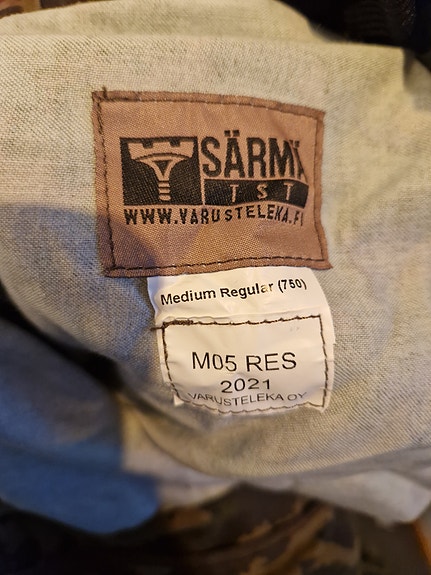 SÄRMÄ
TST
WWW.VARUSTELEKA.FI
Medium Regular (750)
M05 RES
2021
VARUSTELEKA OY